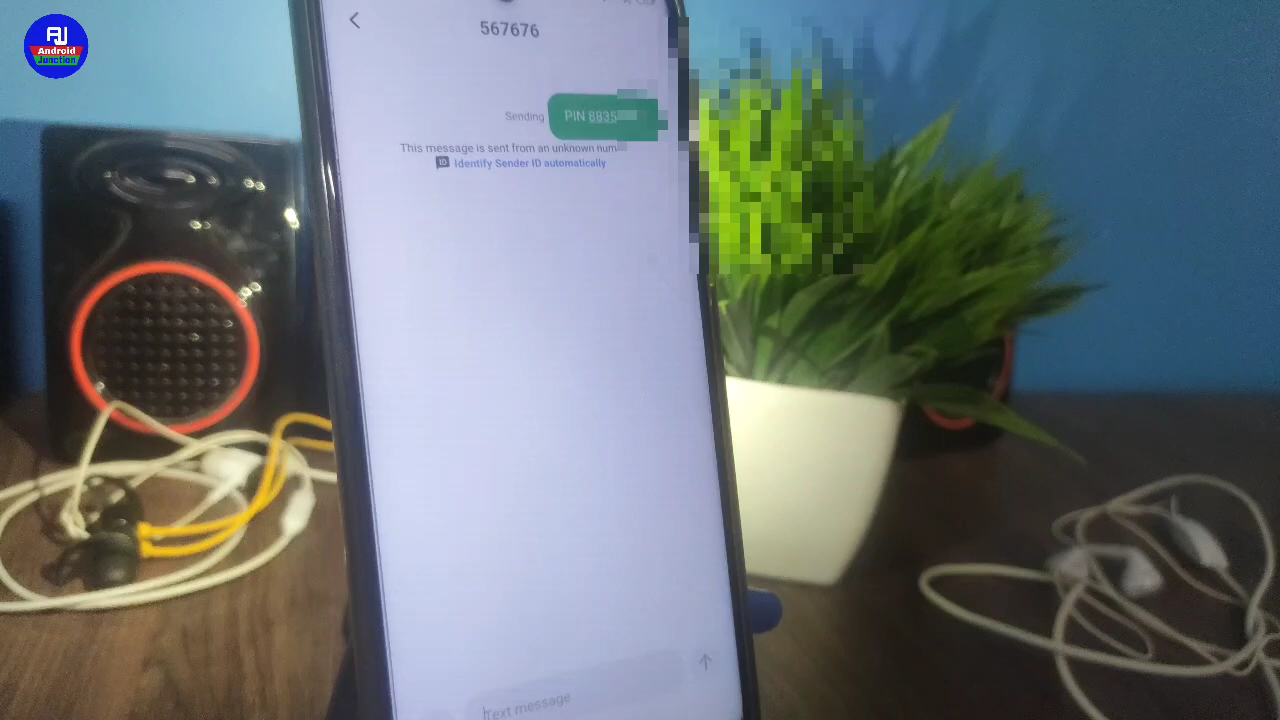 AJ
Android
Junction
567676
Sending
PIN 8835
This message is sent from an unknown num
ID Identify Sender ID automatically
Text message